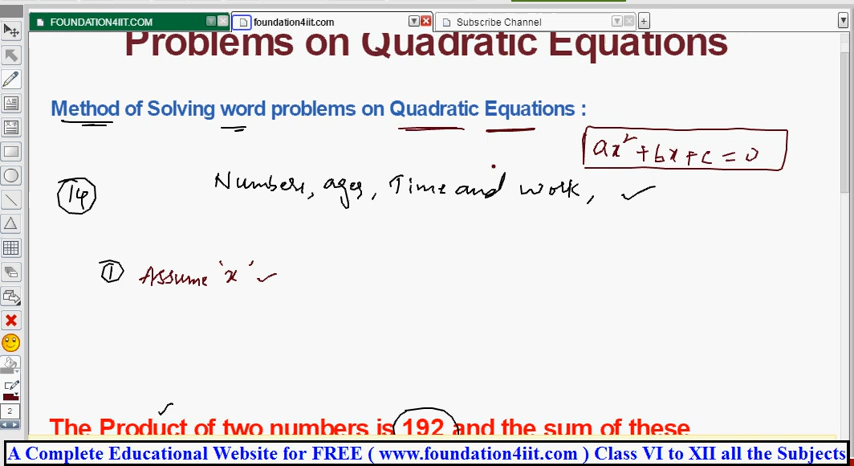 FOUNDATION4IIT.COM foundation4iit.com Subscribe Channel
Problems on Quadratic Equations
Method of Solving word problems on Quadratic Equations :
ax²+bx+c=0
14 Numbers, ages, Time and work,
1 Assume 'x'
2
The Product of two numbers is 192 and the sum of these
A Complete Educational Website for FREE ( www.foundation4iit.com ) Class VI to XII all the Subjects